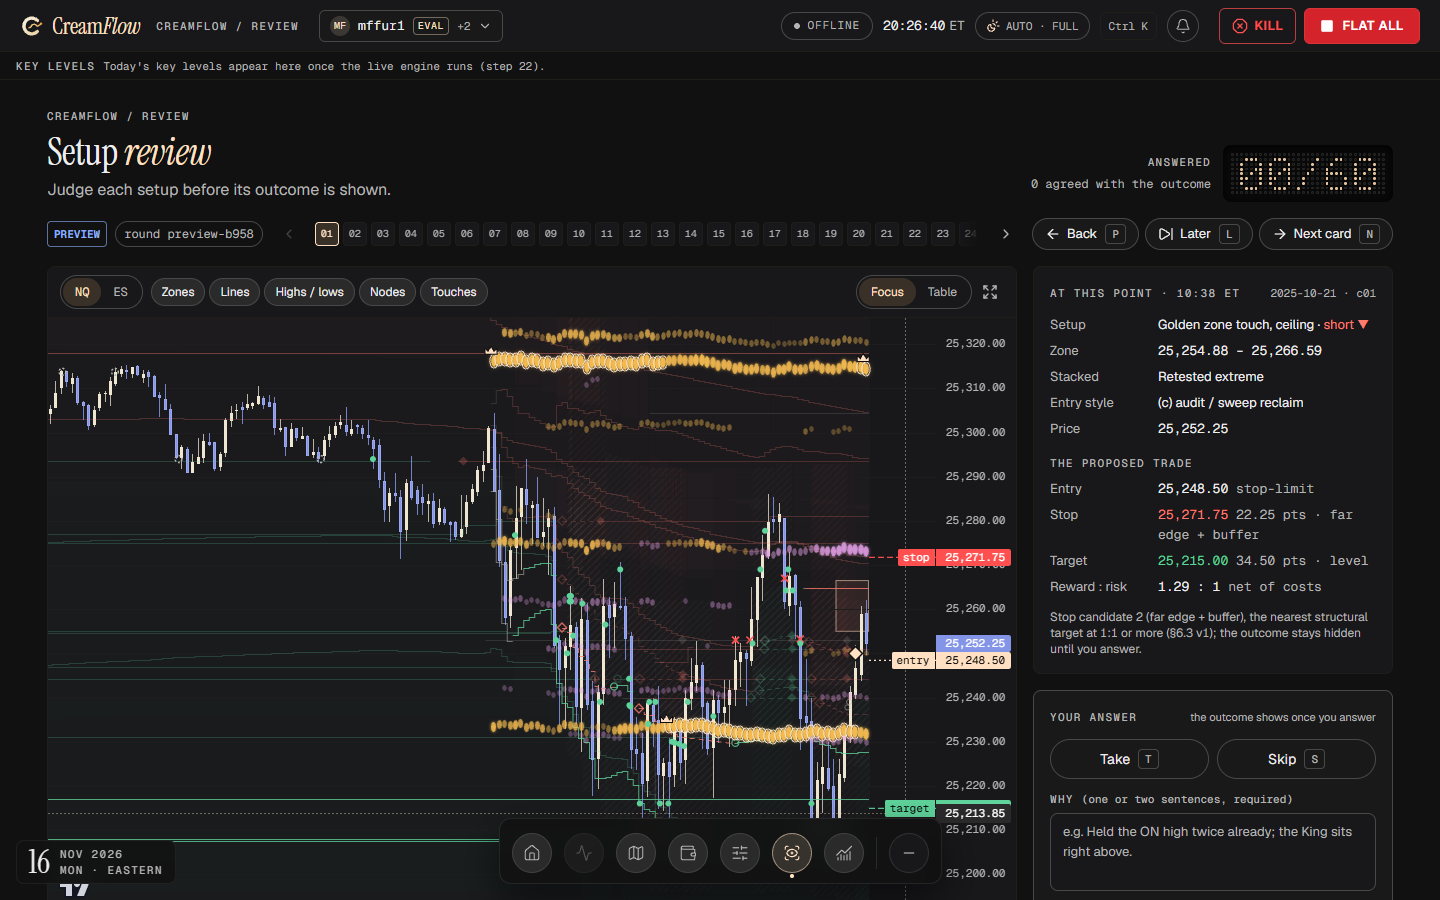 CreamFlow CREAMFLOW / REVIEW MF mffur1 EVAL +2 OFFLINE 20:26:40 ET AUTO · FULL Ctrl K KILL FLAT ALL
KEY LEVELS Today's key levels appear here once the live engine runs (step 22).
CREAMFLOW / REVIEW
Setup review
Judge each setup before its outcome is shown.
ANSWERED
0 agreed with the outcome
00/60
PREVIEW round preview-b958 01 02 03 04 05 06 07 08 09 10 11 12 13 14 15 16 17 18 19 20 21 22 23 24
Back P Later L Next card N
NQ ES Zones Lines Highs / lows Nodes Touches Focus Table
25,320.00
25,310.00
25,300.00
25,290.00
25,280.00
stop 25,271.75
25,260.00
25,252.25
entry 25,248.50
25,240.00
25,230.00
25,220.00
target 25,213.85
25,210.00
25,200.00
AT THIS POINT · 10:38 ET 2025-10-21 · c01
Setup Golden zone touch, ceiling · short ▼
Zone 25,254.88 – 25,266.59
Stacked Retested extreme
Entry style (c) audit / sweep reclaim
Price 25,252.25
THE PROPOSED TRADE
Entry 25,248.50 stop-limit
Stop 25,271.75 22.25 pts · far
edge + buffer
Target 25,215.00 34.50 pts · level
Reward : risk 1.29 : 1 net of costs
Stop candidate 2 (far edge + buffer), the nearest structural
target at 1:1 or more (§6.3 v1); the outcome stays hidden
until you answer.
YOUR ANSWER the outcome shows once you answer
Take T Skip S
WHY (one or two sentences, required)
e.g. Held the ON high twice already; the King sits
right above.
16 NOV 2026
MON · EASTERN